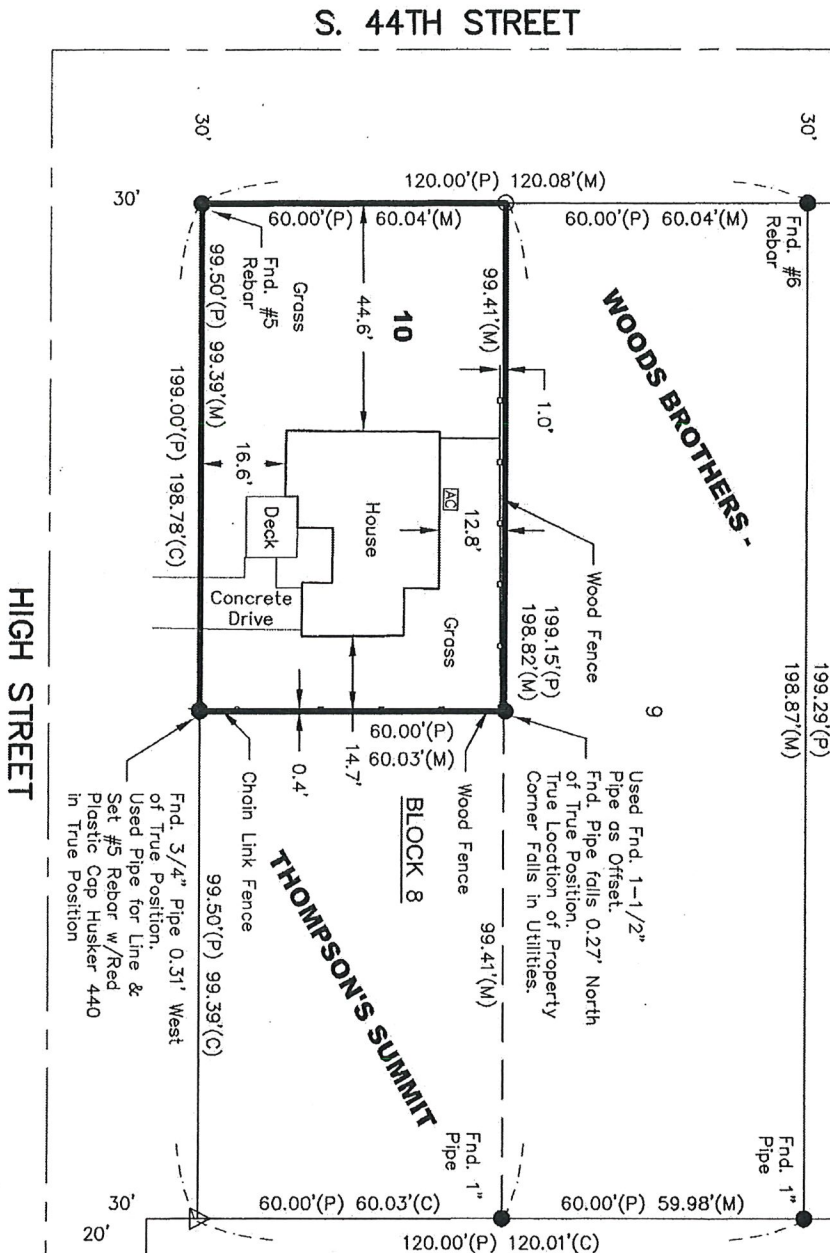 S. 44TH STREET
30'
30'
30'
120.00'(P) 120.08'(M)
60.00'(P) 60.04'(M)
60.00'(P) 60.04'(M)
Fnd. #6
Rebar
Fnd. #5
Rebar
Grass
99.50'(P) 99.39'(M)
199.00'(P) 198.78'(C)
44.6'
10
99.41'(M)
1.0'
WOODS BROTHERS -
199.29'(P)
198.87'(M)
16.6'
Deck
House
AC
12.8'
Wood Fence
199.15'(P)
198.82'(M)
Grass
Concrete
Drive
9
HIGH STREET
60.00'(P)
60.03'(M)
14.7'
0.4'
Wood Fence
Chain Link Fence
BLOCK 8
Used Fnd. 1-1/2"
Pipe as Offset.
Fnd. Pipe falls 0.27' North
of True Position.
True Location of Property
Corner Falls in Utilities.
Fnd. 3/4" Pipe 0.31' West
of True Position.
Used Pipe for Line &
Set #5 Rebar w/Red
Plastic Cap Husker 440
in True Position
THOMPSON'S SUMMIT
99.50'(P) 99.39'(C)
99.41'(M)
Fnd. 1"
Pipe
Fnd. 1"
Pipe
30'
20'
60.00'(P) 60.03'(C)
60.00'(P) 59.98'(M)
120.00'(P) 120.01'(C)